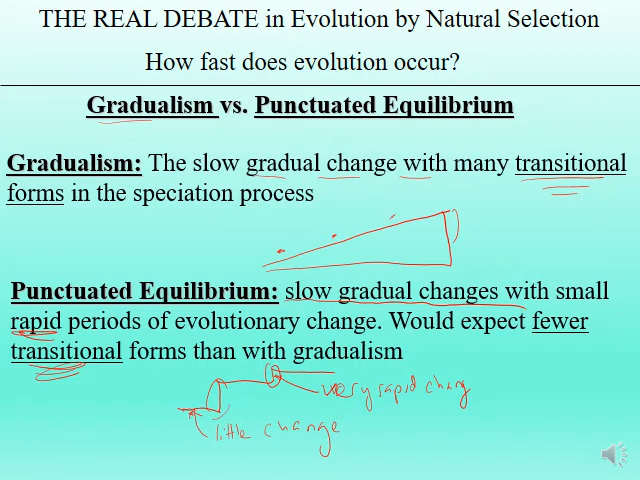 THE REAL DEBATE in Evolution by Natural Selection
How fast does evolution occur?
Gradualism vs. Punctuated Equilibrium
Gradualism: The slow gradual change with many transitional
forms in the speciation process
Punctuated Equilibrium: slow gradual changes with small
rapid periods of evolutionary change. Would expect fewer
transitional forms than with gradualism
very rapid chang
little change